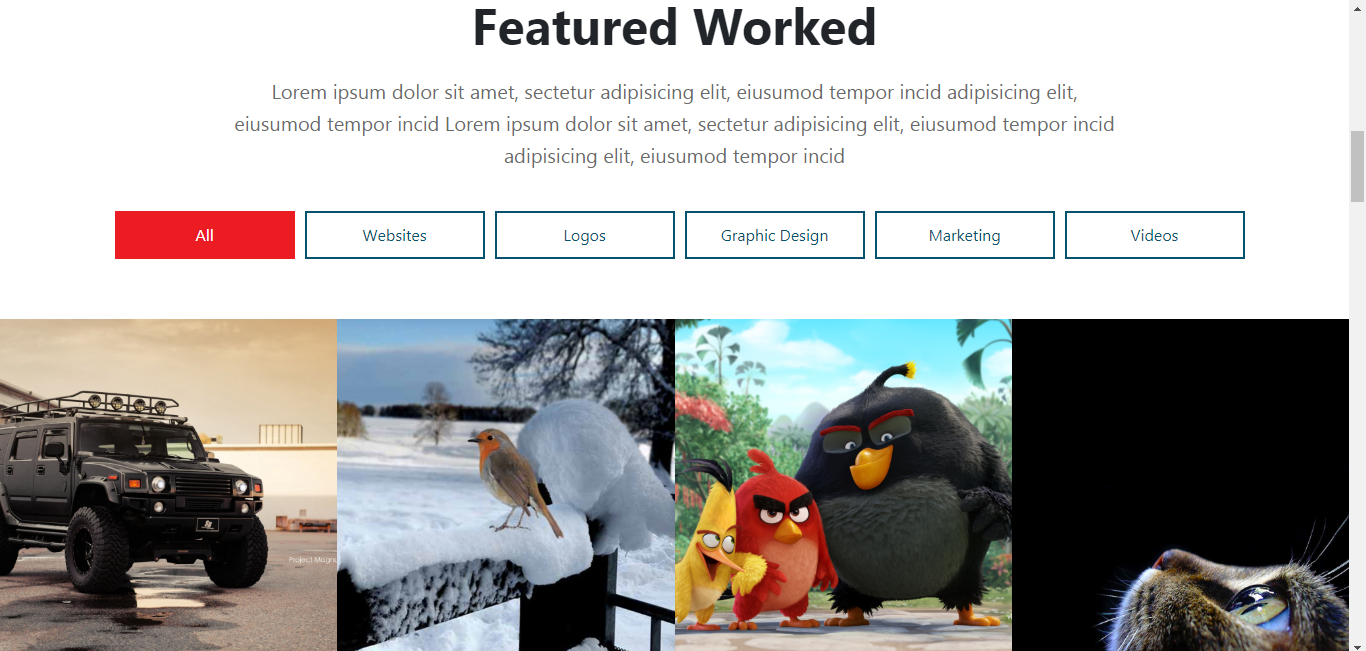 Featured Worked
Lorem ipsum dolor sit amet, sectetur adipisicing elit, eiusumod tempor incid adipisicing elit,
eiusumod tempor incid Lorem ipsum dolor sit amet, sectetur adipisicing elit, eiusumod tempor incid
adipisicing elit, eiusumod tempor incid
All
Websites
Logos
Graphic Design
Marketing
Videos
Project